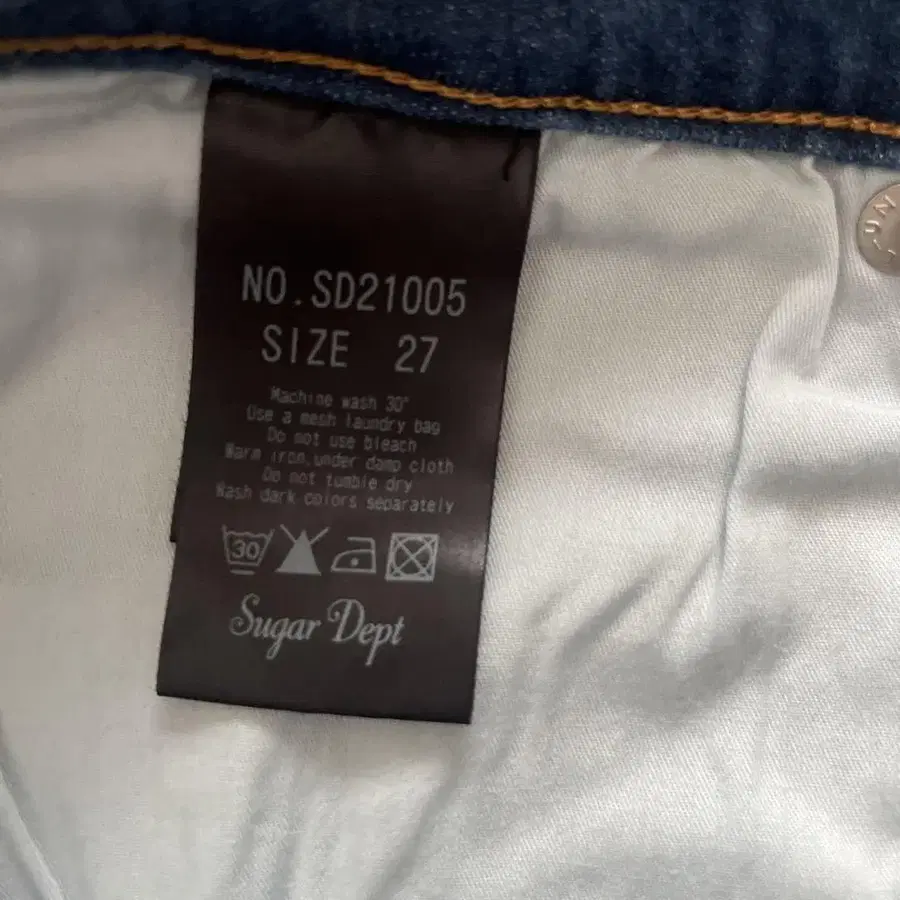 NO.SD21005
SIZE 27
Machine wash 30°
Use a mesh laundry bag
Do not use bleach
Warm iron,under damp cloth
Do not tumble dry
Wash dark colors separately
30
Sugar Dept